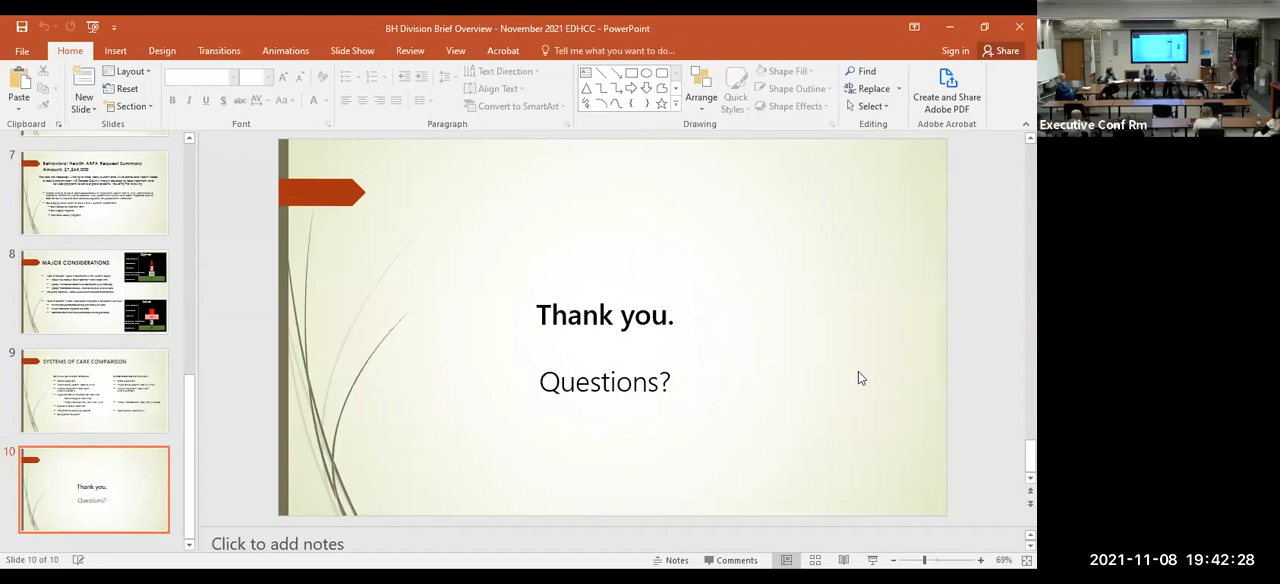 BH Division Brief Overview - November 2021 EDHCC - PowerPoint
File Home Insert Design Transitions Animations Slide Show Review View Acrobat Tell me what you want to do... Sign in Share
Paste
New Slide
Layout
Reset
Section
B I U S abc AV Aa A
Text Direction
Align Text
Convert to SmartArt
Arrange
Quick Styles
Shape Fill
Shape Outline
Shape Effects
Find
Replace
Select
Create and Share Adobe PDF
Clipboard Slides Font Paragraph Drawing Editing Adobe Acrobat
Executive Conf Rm
7
Behavioral Health ARPA Request Summary
8
MAJOR CONSIDERATIONS
9
SYSTEMS OF CARE COMPARISON
10
Thank you.
Questions?
Thank you.
Questions?
Click to add notes
Slide 10 of 10 Notes Comments 69%
2021-11-08 19:42:28